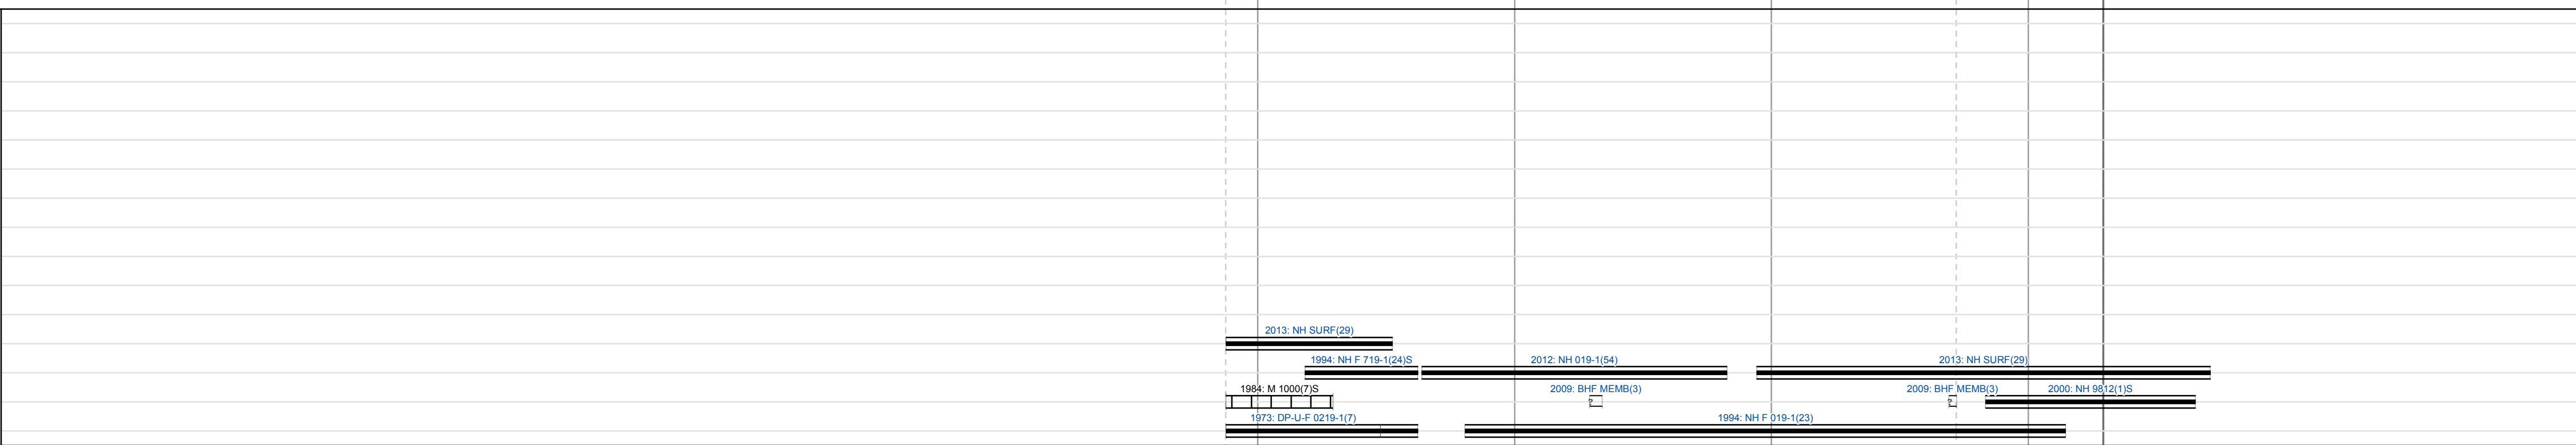 2013: NH SURF(29)
1994: NH F 719-1(24)S
2012: NH 019-1(54)
2013: NH SURF(29)
1984: M 1000(7)S
2009: BHF MEMB(3)
2009: BHF MEMB(3)
2000: NH 9812(1)S
1973: DP-U-F 0219-1(7)
1994: NH F 019-1(23)